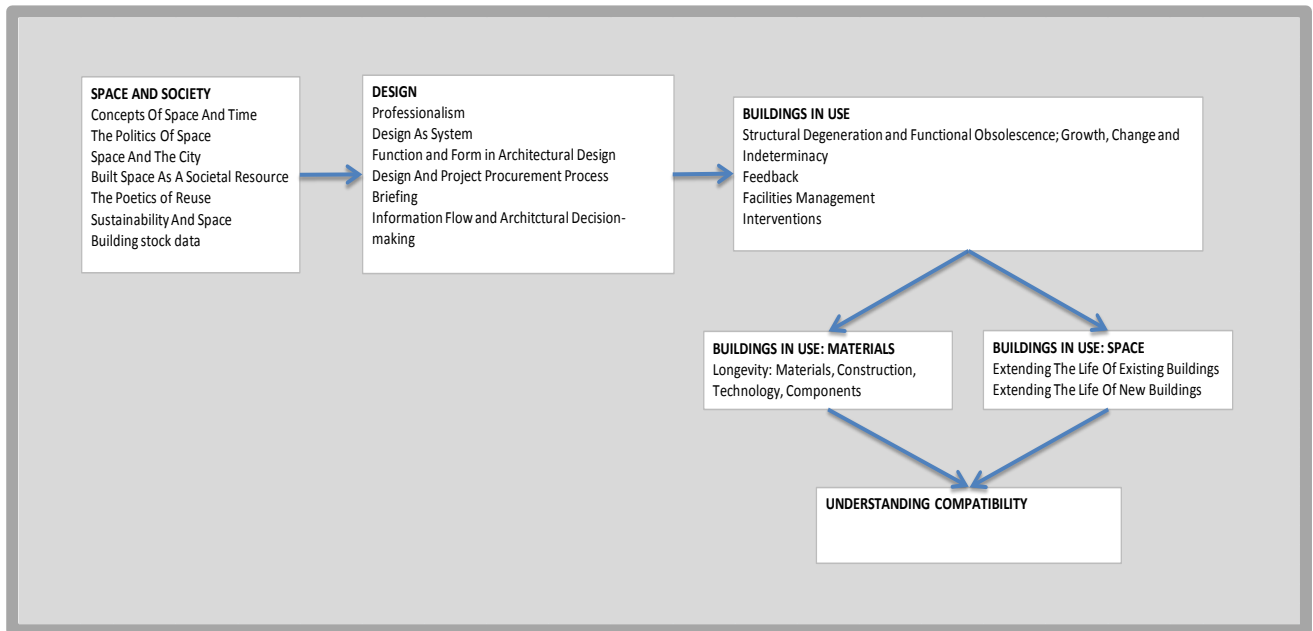 SPACE AND SOCIETY
Concepts Of Space And Time
The Politics Of Space
Space And The City
Built Space As A Societal Resource
The Poetics of Reuse
Sustainability And Space
Building stock data
DESIGN
Professionalism
Design As System
Function and Form in Architectural Design
Design And Project Procurement Process
Briefing
Information Flow and Architctural Decision-
making
BUILDINGS IN USE
Structural Degeneration and Functional Obsolescence; Growth, Change and
Indeterminacy
Feedback
Facilities Management
Interventions
BUILDINGS IN USE: MATERIALS
Longevity: Materials, Construction,
Technology, Components
BUILDINGS IN USE: SPACE
Extending The Life Of Existing Buildings
Extending The Life Of New Buildings
UNDERSTANDING COMPATIBILITY